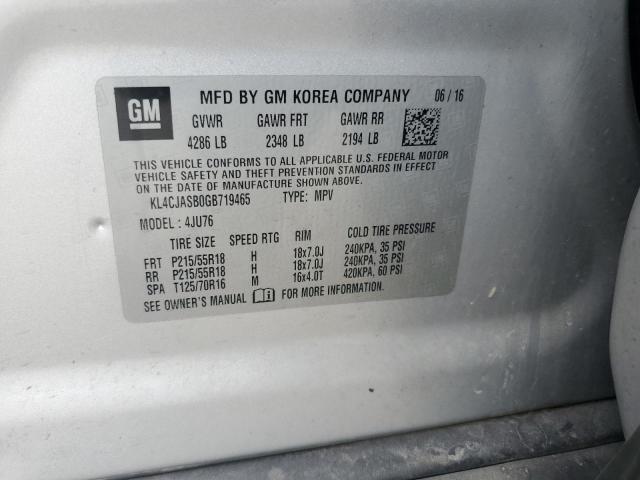 GM
MFD BY GM KOREA COMPANY 06/16
GVWR GAWR FRT GAWR RR
4286 LB 2348 LB 2194 LB
THIS VEHICLE CONFORMS TO ALL APPLICABLE U.S. FEDERAL MOTOR
VEHICLE SAFETY AND THEFT PREVENTION STANDARDS IN EFFECT
ON THE DATE OF MANUFACTURE SHOWN ABOVE.
KL4CJASB0GB719465 TYPE: MPV
MODEL: 4JU76
TIRE SIZE SPEED RTG RIM COLD TIRE PRESSURE
FRT P215/55R18 H 18x7.0J 240KPA, 35 PSI
RR P215/55R18 H 18x7.0J 240KPA, 35 PSI
SPA T125/70R16 M 16x4.0T 420KPA, 60 PSI
SEE OWNER'S MANUAL FOR MORE INFORMATION.